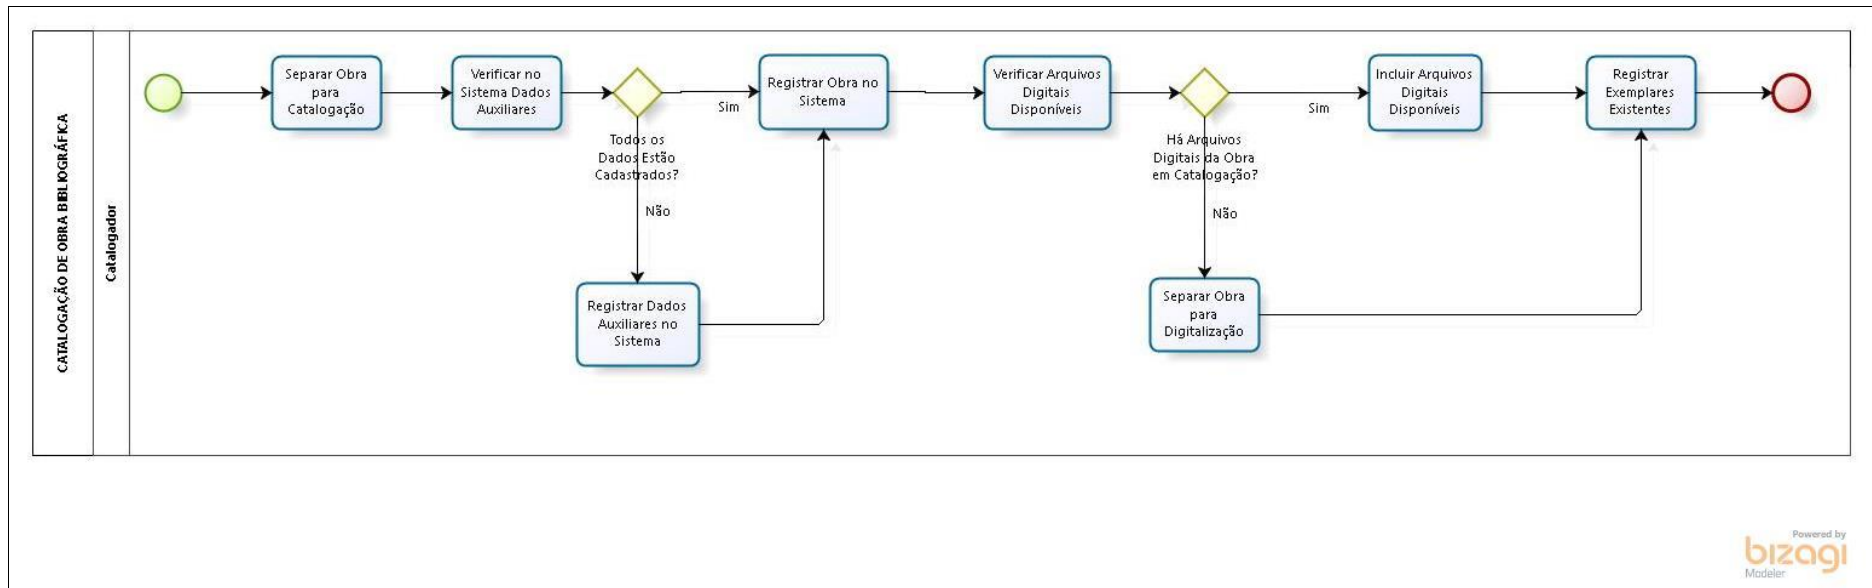 CATALOGAÇÃO DE OBRA BIBLIOGRÁFICA
Catalogador
Separar Obra
para
Catalogação
Verificar no
Sistema Dados
Auxiliares
Todos os
Dados Estão
Cadastrados?
Sim
Não
Registrar Dados
Auxiliares no
Sistema
Registrar Obra no
Sistema
Verificar Arquivos
Digitais
Disponíveis
Há Arquivos
Digitais da Obra
em Catalogação?
Sim
Não
Separar Obra
para
Digitalização
Incluir Arquivos
Digitais
Disponíveis
Registrar
Exemplares
Existentes
Powered by
bizagi
Modeler